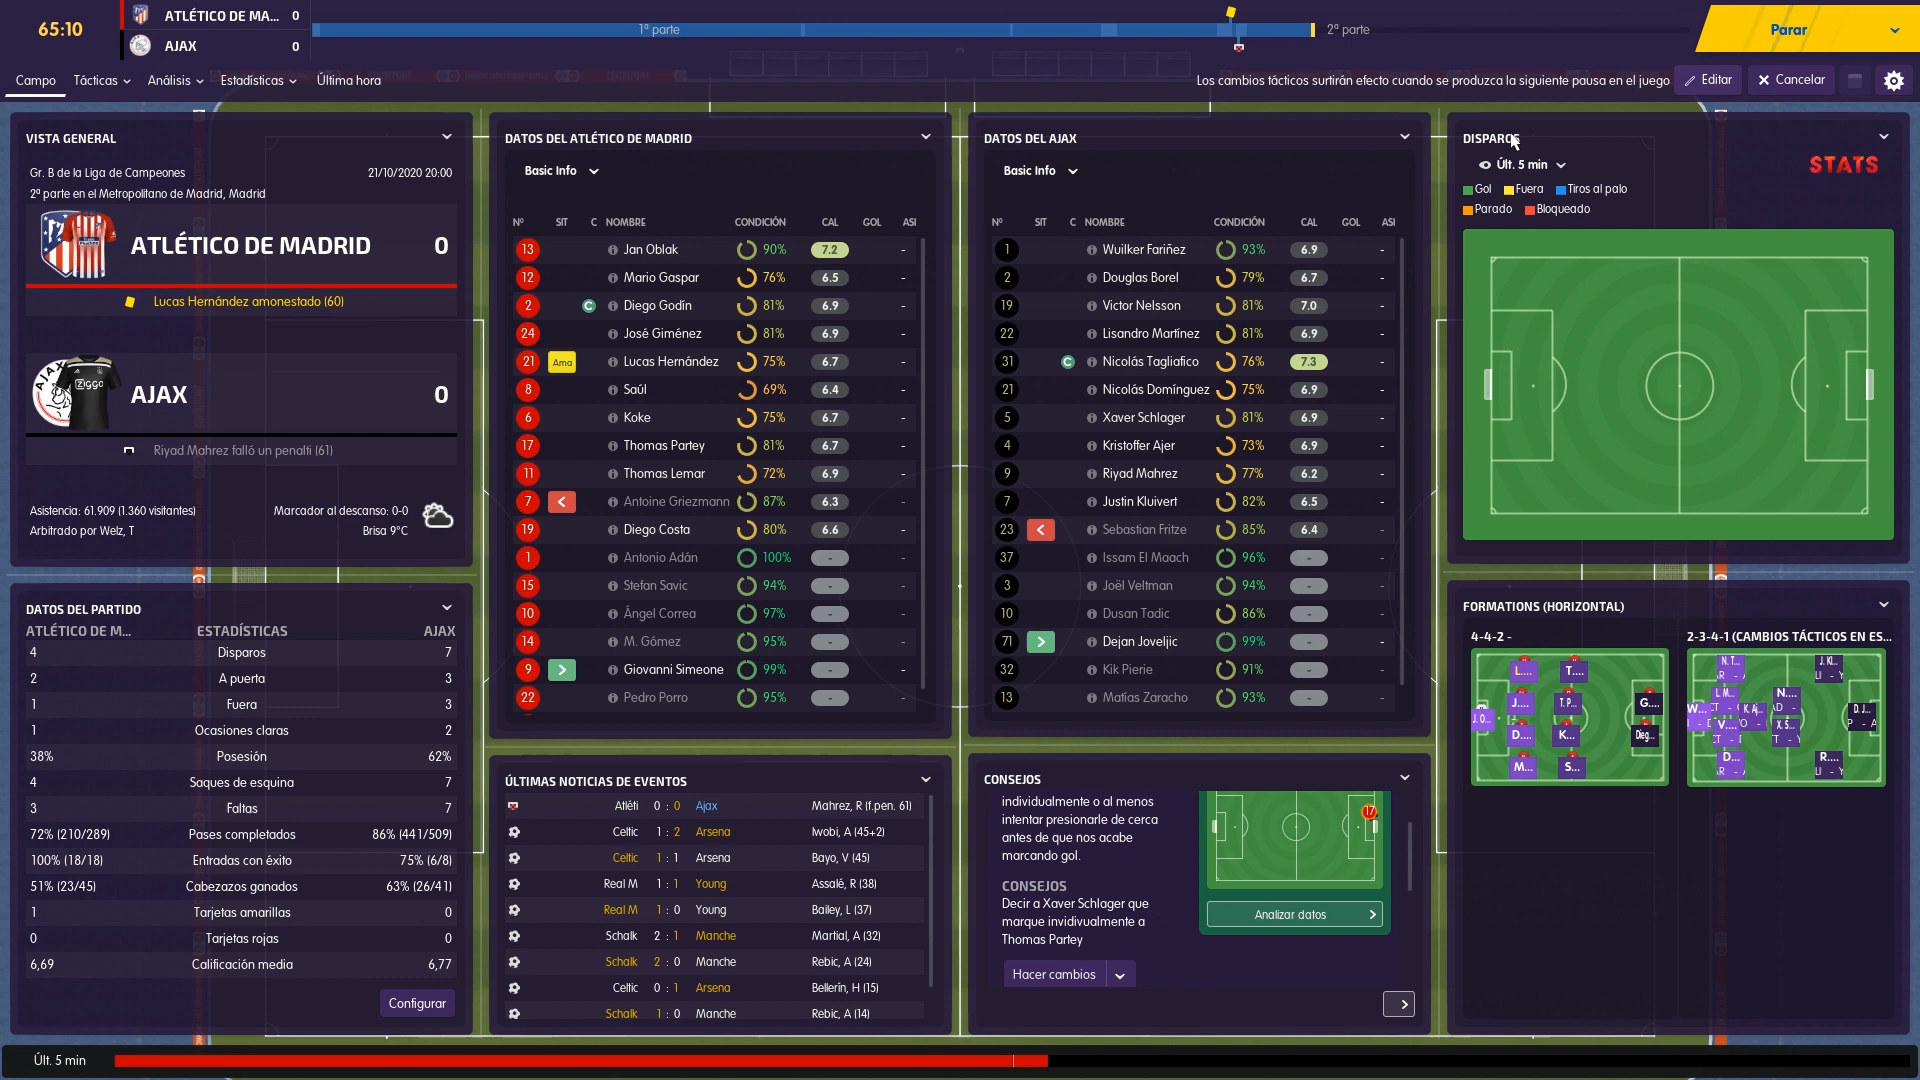 65:10
ATLÉTICO DE MA... 0
AJAX 0
1ª parte
2ª parte
Parar
Campo Tácticas Análisis Estadísticas Última hora
Los cambios tácticos surtirán efecto cuando se produzca la siguiente pausa en el juego
Editar
Cancelar
VISTA GENERAL
Gr. B de la Liga de Campeones 21/10/2020 20:00
2ª parte en el Metropolitano de Madrid, Madrid
ATLÉTICO DE MADRID 0
Lucas Hernández amonestado (60)
AJAX 0
Riyad Mahrez falló un penalti (61)
Asistencia: 61.909 (1.360 visitantes) Marcador al descanso: 0-0
Arbitrado por Welz, T Brisa 9°C
DATOS DEL PARTIDO
ATLÉTICO DE M... ESTADÍSTICAS AJAX
4 Disparos 7
2 A puerta 3
1 Fuera 3
1 Ocasiones claras 2
38% Posesión 62%
4 Saques de esquina 7
3 Faltas 7
72% (210/289) Pases completados 86% (441/509)
100% (18/18) Entradas con éxito 75% (6/8)
51% (23/45) Cabezazos ganados 63% (26/41)
1 Tarjetas amarillas 0
0 Tarjetas rojas 0
6,69 Calificación media 6,77
Configurar
DATOS DEL ATLÉTICO DE MADRID
Basic Info
Nº SIT C NOMBRE CONDICIÓN CAL GOL ASI
13 Jan Oblak 90% 7.2 -
12 Mario Gaspar 76% 6.5 -
2 C Diego Godín 81% 6.9 -
24 José Giménez 81% 6.9 -
21 Ama Lucas Hernández 75% 6.7 -
8 Saúl 69% 6.4 -
6 Koke 75% 6.7 -
17 Thomas Partey 81% 6.7 -
11 Thomas Lemar 72% 6.9 -
7 Antoine Griezmann 87% 6.3 -
19 Diego Costa 80% 6.6 -
1 Antonio Adán 100% - -
15 Stefan Savic 94% - -
10 Ángel Correa 97% - -
14 M. Gómez 95% - -
9 Giovanni Simeone 99% - -
22 Pedro Porro 95% - -
DATOS DEL AJAX
Basic Info
Nº SIT C NOMBRE CONDICIÓN CAL GOL ASI
1 Wuilker Fariñez 93% 6.9 -
2 Douglas Borel 79% 6.7 -
19 Victor Nelsson 81% 7.0 -
22 Lisandro Martínez 81% 6.9 -
31 C Nicolás Tagliafico 76% 7.3 -
21 Nicolás Domínguez 75% 6.9 -
5 Xaver Schlager 81% 6.9 -
4 Kristoffer Ajer 73% 6.9 -
9 Riyad Mahrez 77% 6.2 -
7 Justin Kluivert 82% 6.5 -
23 Sebastian Fritze 85% 6.4 -
37 Issam El Maach 96% - -
3 Joël Veltman 94% - -
10 Dusan Tadic 86% - -
71 Dejan Joveljic 99% - -
32 Kik Pierie 91% - -
13 Matías Zaracho 93% - -
ÚLTIMAS NOTICIAS DE EVENTOS
Atléti 0 : 0 Ajax Mahrez, R (f.pen. 61)
Celtic 1 : 2 Arsena Iwobi, A (45+2)
Celtic 1 : 1 Arsena Bayo, V (45)
Real M 1 : 1 Young Assalé, R (38)
Real M 1 : 0 Young Bailey, L (37)
Schalk 2 : 1 Manche Martial, A (32)
Schalk 2 : 0 Manche Rebic, A (24)
Celtic 0 : 1 Arsena Bellerín, H (15)
Schalk 1 : 0 Manche Rebic, A (14)
CONSEJOS
individualmente o al menos
intentar presionarle de cerca
antes de que nos acabe
marcando gol.
CONSEJOS
Decir a Xaver Schlager que
marque invidivualmente a
Thomas Partey
Hacer cambios
17
Analizar datos
DISPAROS
Últ. 5 min
STATS
Gol Fuera Tiros al palo
Parado Bloqueado
FORMATIONS (HORIZONTAL)
4-4-2 -
L.... T....
J.... T. P... G....
J. O...
D.... K... Dieg...
M... S...
2-3-4-1 (CAMBIOS TÁCTICOS EN ES...
N. T... J. Kl...
L. M... N....
W... K. Aj... D. J...
V.... X. S...
D... R....
Últ. 5 min